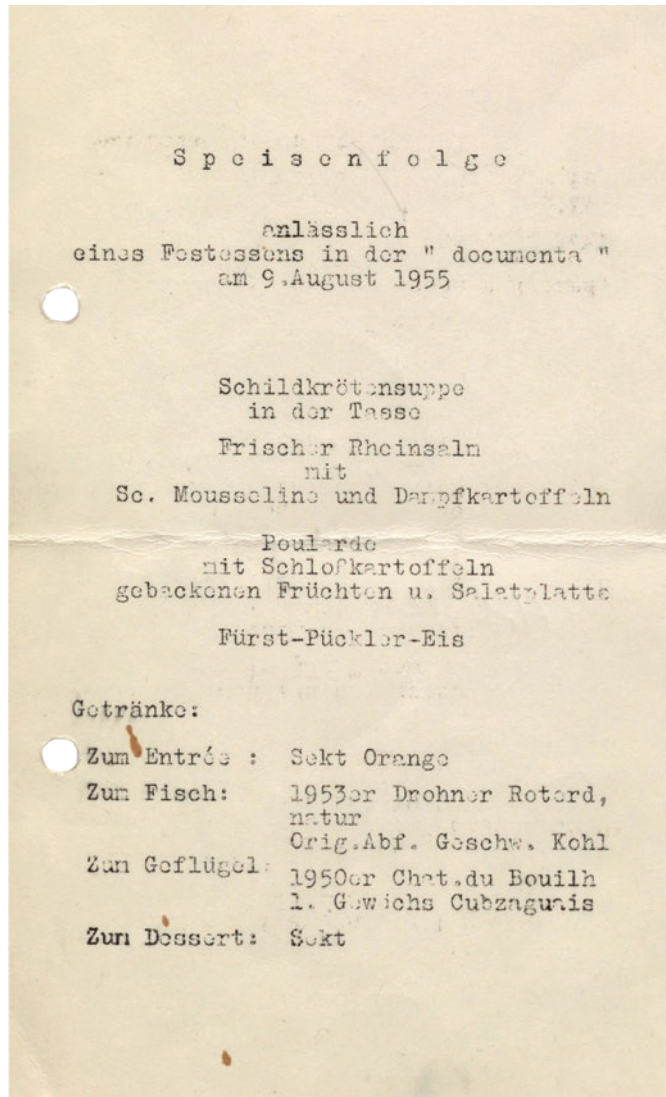 S p e i s e n f o l g e
anlässlich
eines Festessens in der " documenta "
am 9.August 1955
Schildkrötensuppe
in der Tasse
Frischer Rheinsalm
mit
Sc. Mousseline und Dampfkartoffeln
Poularde
mit Schloßkartoffeln
gebackenen Früchten u. Salatplatte
Fürst-Pückler-Eis
Getränke:
Zum Entrée : Sekt Orange
Zum Fisch: 1953er Drohner Roterd,
natur
Orig.Abf. Geschw. Kohl
Zum Geflügel: 1950er Chat.du Bouilh
1. Gewichs Cubzaguais
Zum Dessert: Sekt